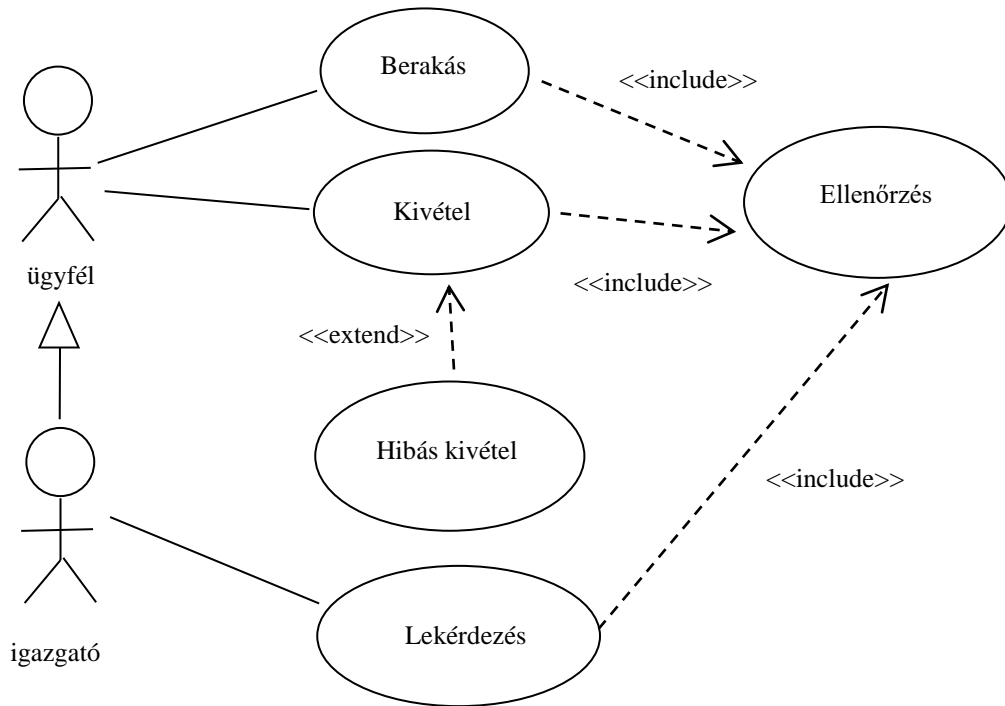 Berakás
<<include>>
Ellenőrzés
Kivétel
ügyfél
<<include>>
<<extend>>
Hibás kivétel
<<include>>
Lekérdezés
igazgató